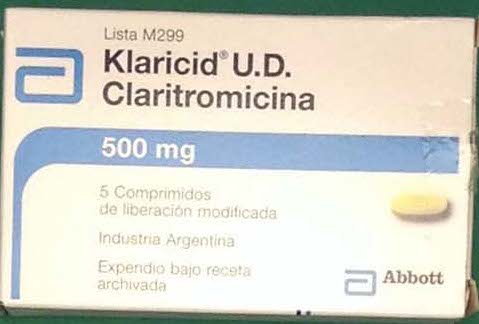 Lista M299
Klaricid® U.D.
Claritromicina
500 mg
5 Comprimidos
de liberación modificada
Industria Argentina
Expendio bajo receta
archivada
Abbott